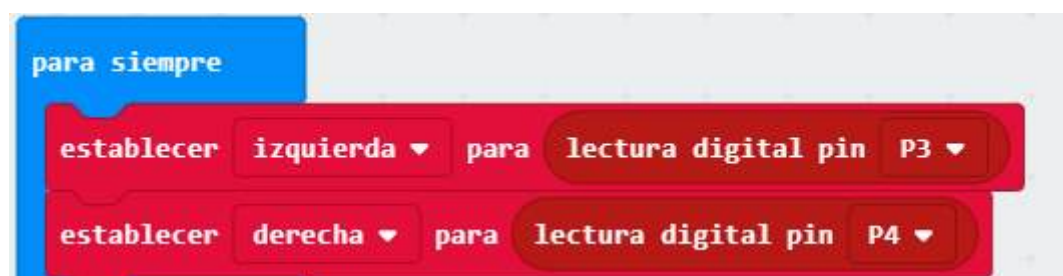 para siempre
establecer izquierda para lectura digital pin P3
establecer derecha para lectura digital pin P4